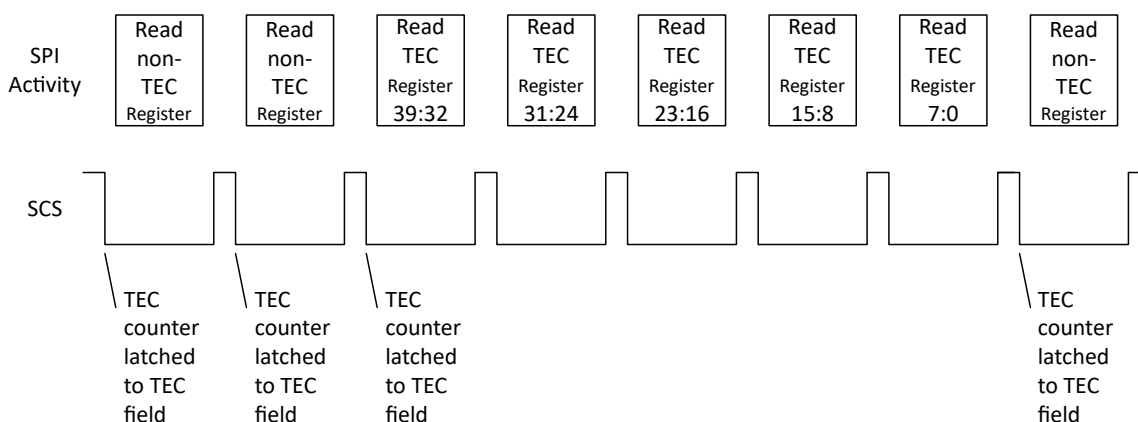 SPI
Activity
Read
non-
TEC
Register
Read
non-
TEC
Register
Read
TEC
Register
39:32
Read
TEC
Register
31:24
Read
TEC
Register
23:16
Read
TEC
Register
15:8
Read
TEC
Register
7:0
Read
non-
TEC
Register
SCS
TEC
counter
latched
to TEC
field
TEC
counter
latched
to TEC
field
TEC
counter
latched
to TEC
field
TEC
counter
latched
to TEC
field